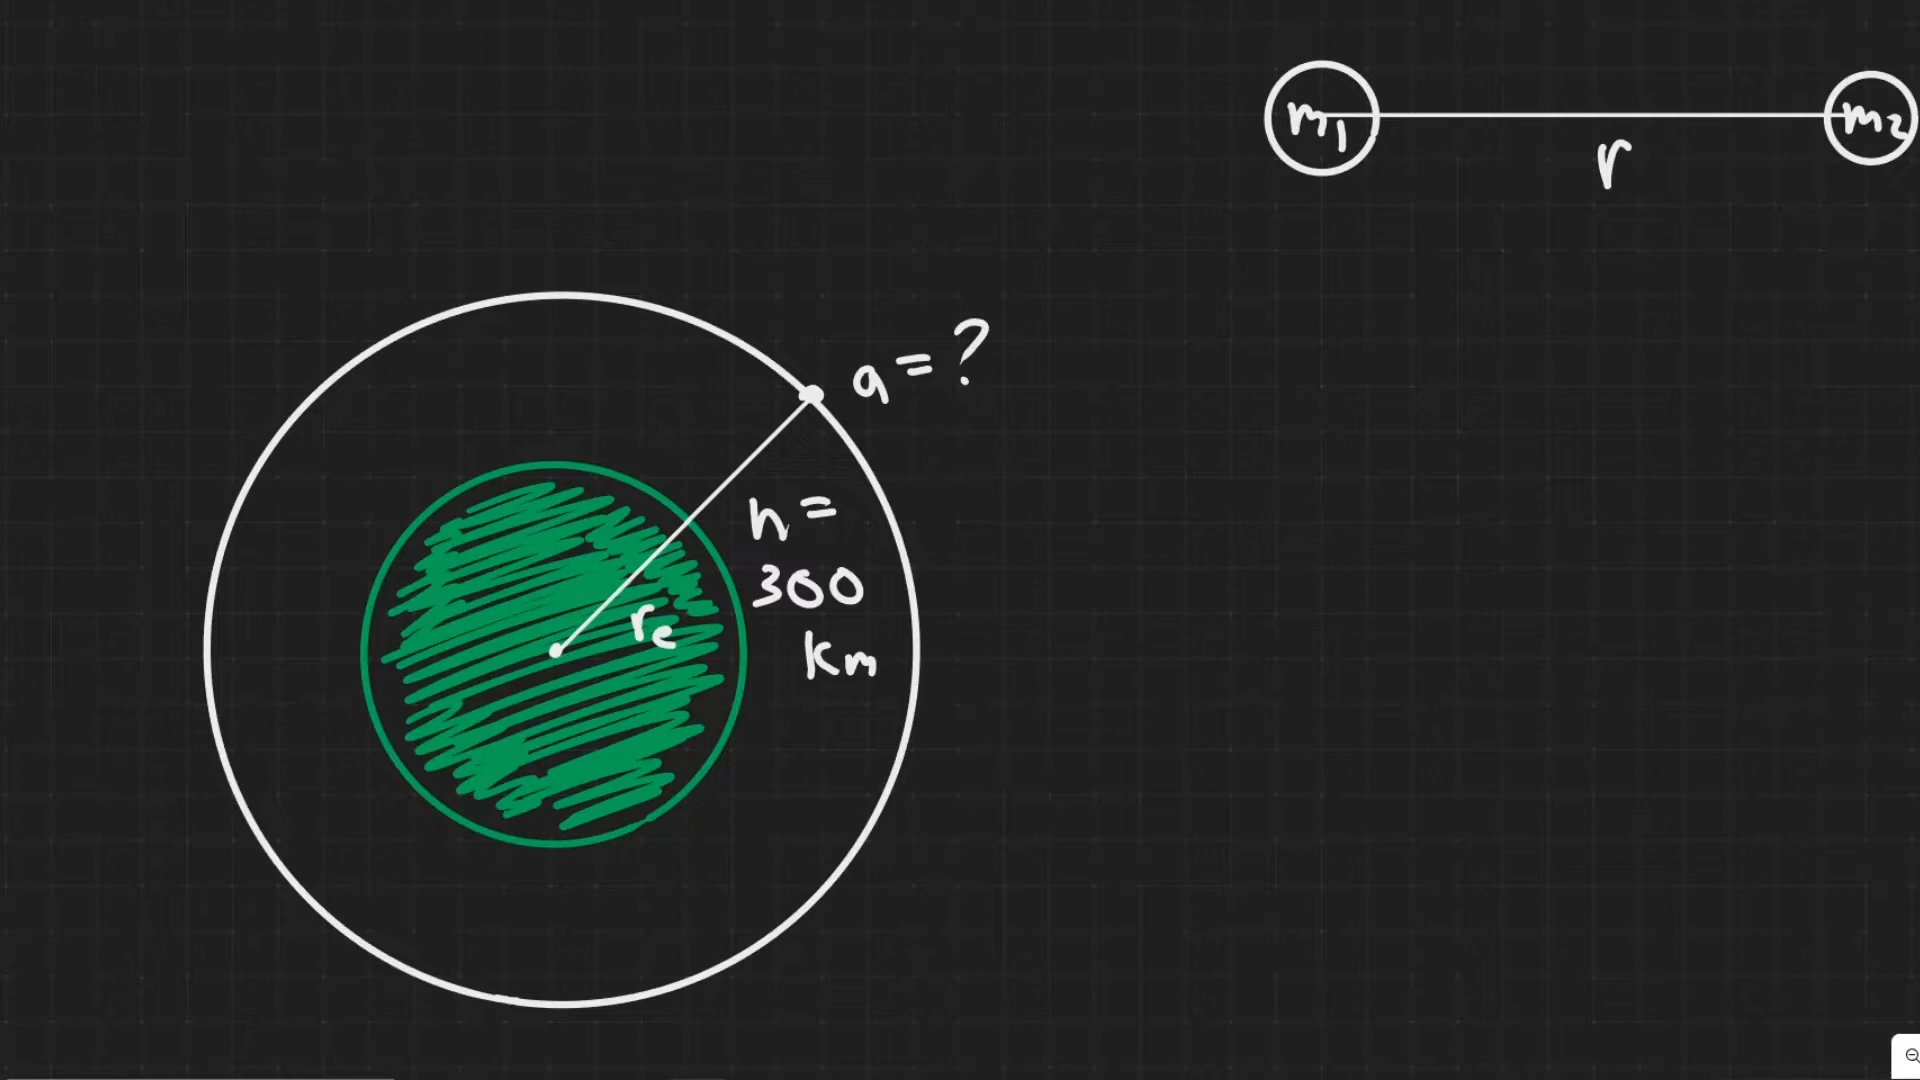 m₁ m₂
r
a = ?
h =
300
km
re